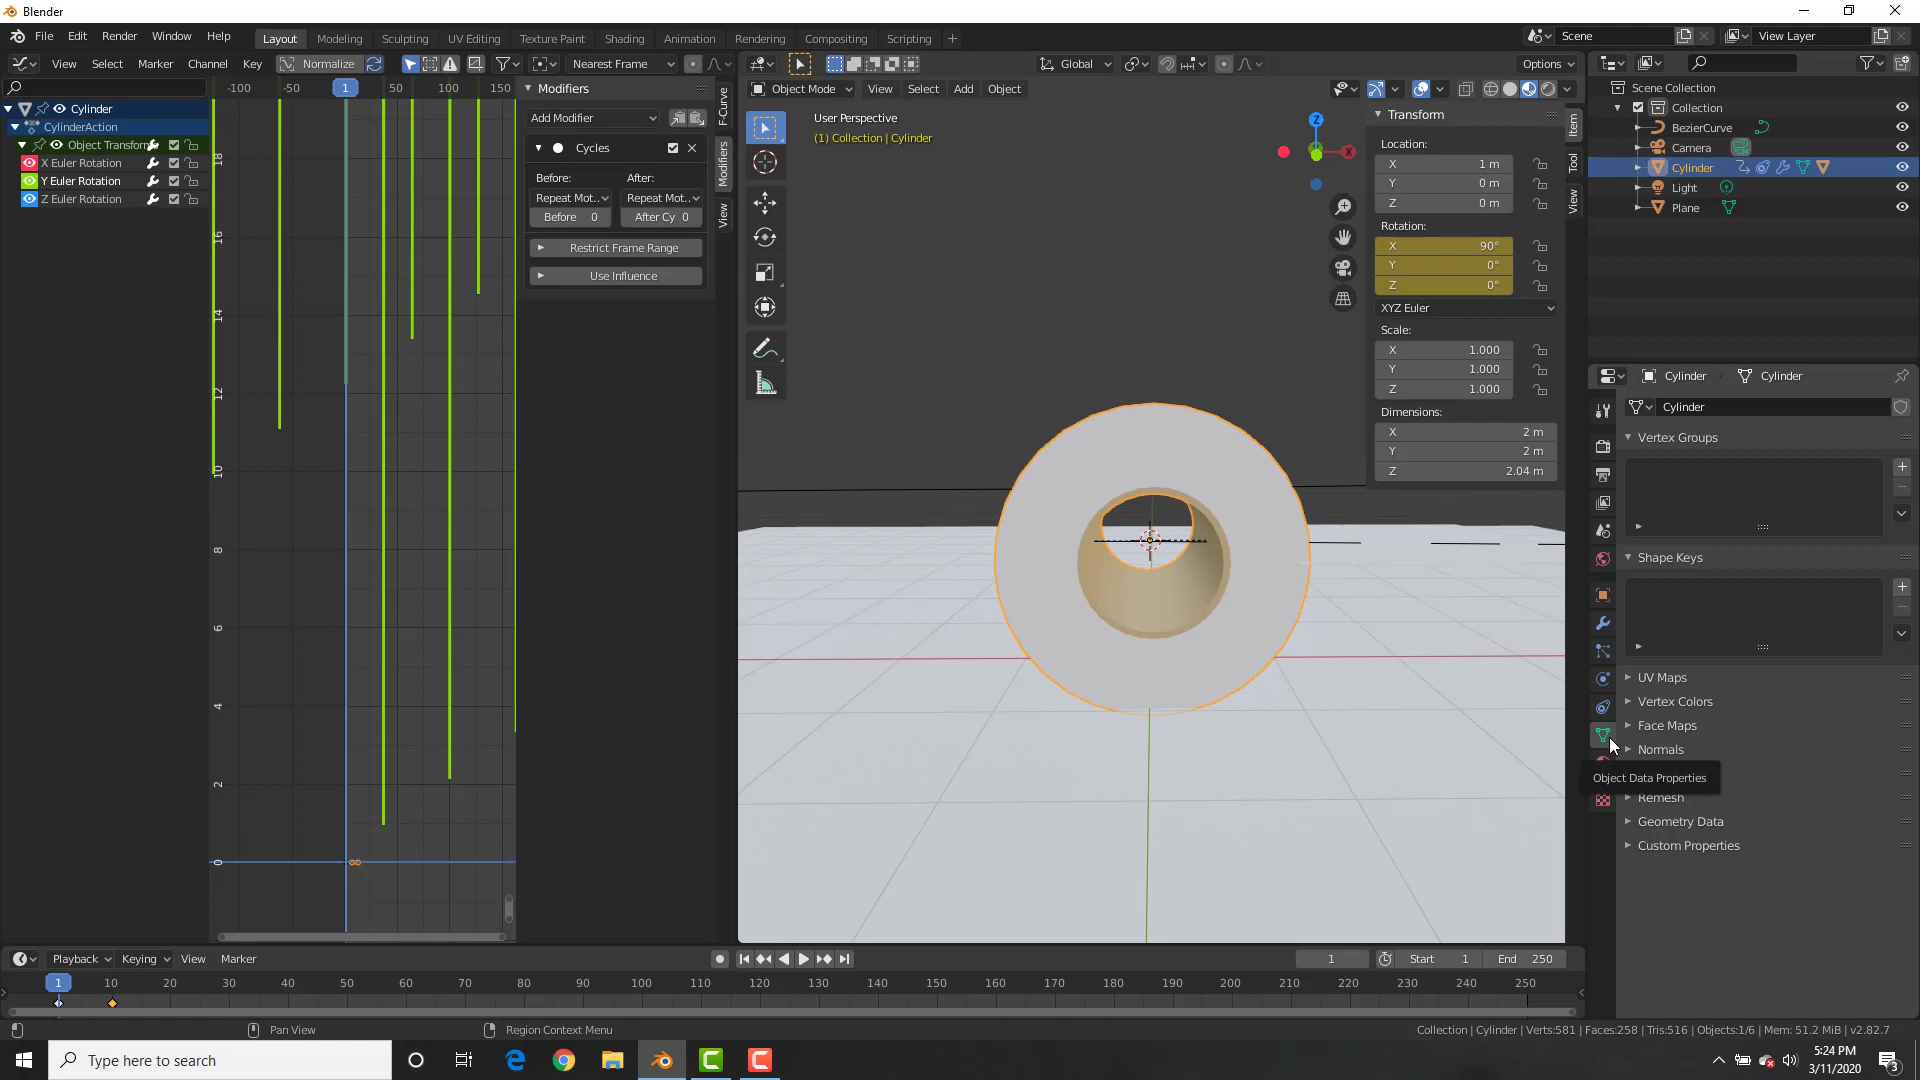 Blender
File Edit Render Window Help
Layout Modeling Sculpting UV Editing Texture Paint Shading Animation Rendering Compositing Scripting +
Scene
View Layer
View Select Marker Channel Key Normalize Nearest Frame
Global Options
Object Mode View Select Add Object
-100 -50 1 50 100 150
Cylinder
CylinderAction
Object Transform
X Euler Rotation
Y Euler Rotation
Z Euler Rotation
18
16
14
12
10
8
6
4
2
0
Modifiers
Add Modifier
Cycles
Before: After:
Repeat Mot.. Repeat Mot..
Before 0 After Cy 0
Restrict Frame Range
Use Influence
F-Curve
Modifiers
View
User Perspective
(1) Collection | Cylinder
Z
X
Transform
Location:
X 1 m
Y 0 m
Z 0 m
Rotation:
X 90°
Y 0°
Z 0°
XYZ Euler
Scale:
X 1.000
Y 1.000
Z 1.000
Dimensions:
X 2 m
Y 2 m
Z 2.04 m
Item
Tool
View
Scene Collection
Collection
BezierCurve
Camera
Cylinder
Light
Plane
Cylinder Cylinder
Cylinder
Vertex Groups
Shape Keys
UV Maps
Vertex Colors
Face Maps
Normals
Object Data Properties
Remesh
Geometry Data
Custom Properties
Playback Keying View Marker
1 Start 1 End 250
1 10 20 30 40 50 60 70 80 90 100 110 120 130 140 150 160 170 180 190 200 210 220 230 240 250
Pan View Region Context Menu
Collection | Cylinder | Verts:581 | Faces:258 | Tris:516 | Objects:1/6 | Mem: 51.2 MiB | v2.82.7
Type here to search
5:24 PM
3/11/2020
3